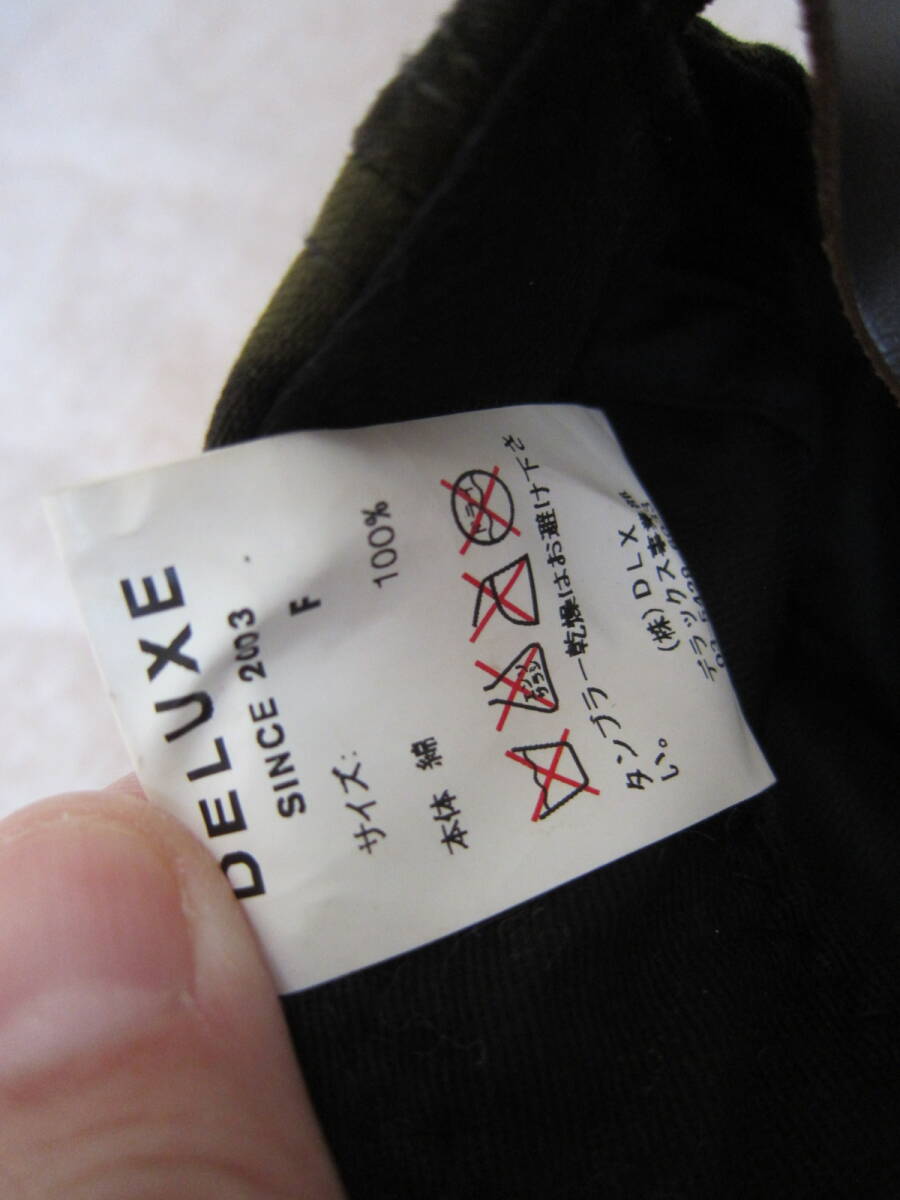 DELUXE
SINCE 2003
サイズ: F
本体 綿 100%
タンブラー乾燥はお避け下さ
い。
(株)DLX